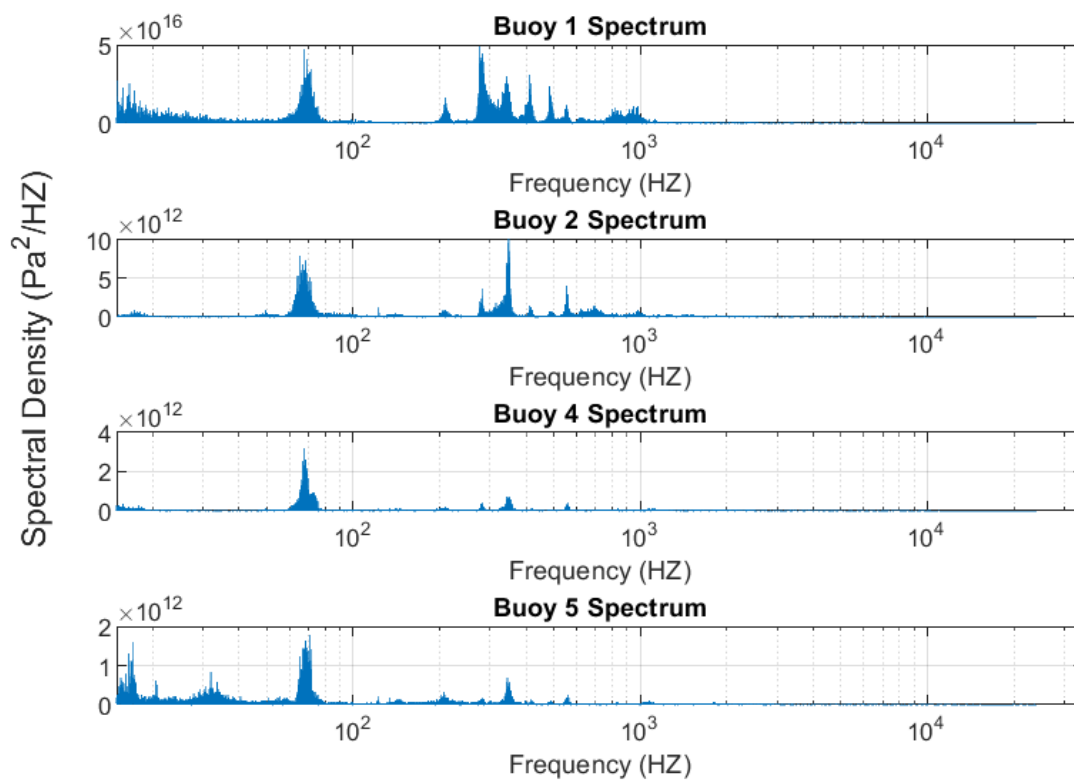 Spectral Density (Pa²/HZ)
Buoy 1 Spectrum
×10¹⁶
5
0
10² 10³ 10⁴
Frequency (HZ)
Buoy 2 Spectrum
×10¹²
10
5
0
10² 10³ 10⁴
Frequency (HZ)
Buoy 4 Spectrum
×10¹²
4
2
0
10² 10³ 10⁴
Frequency (HZ)
Buoy 5 Spectrum
×10¹²
2
1
0
10² 10³ 10⁴
Frequency (HZ)